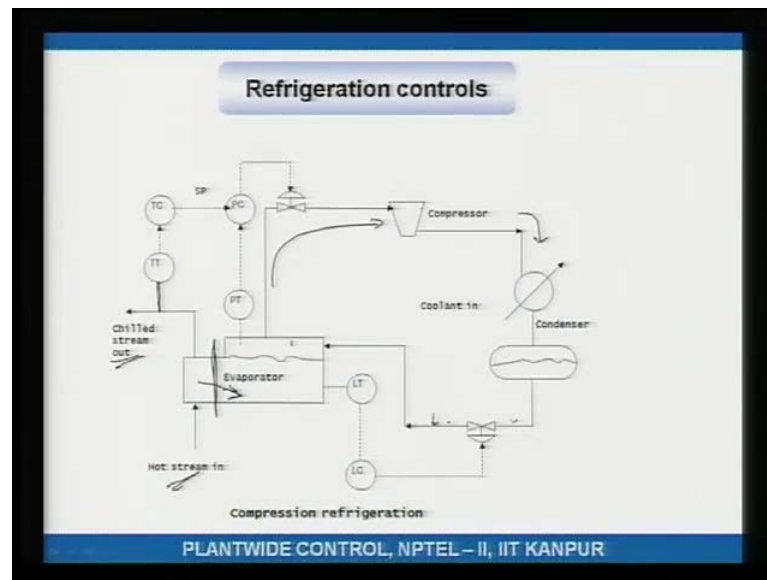 Refrigeration controls
SP
TC
PC
Compressor
TT
PT
Coolant in
Chilled
stream
out
Condenser
Evaporator
LT
Hot stream in
LC
Compression refrigeration
PLANTWIDE CONTROL, NPTEL – II, IIT KANPUR